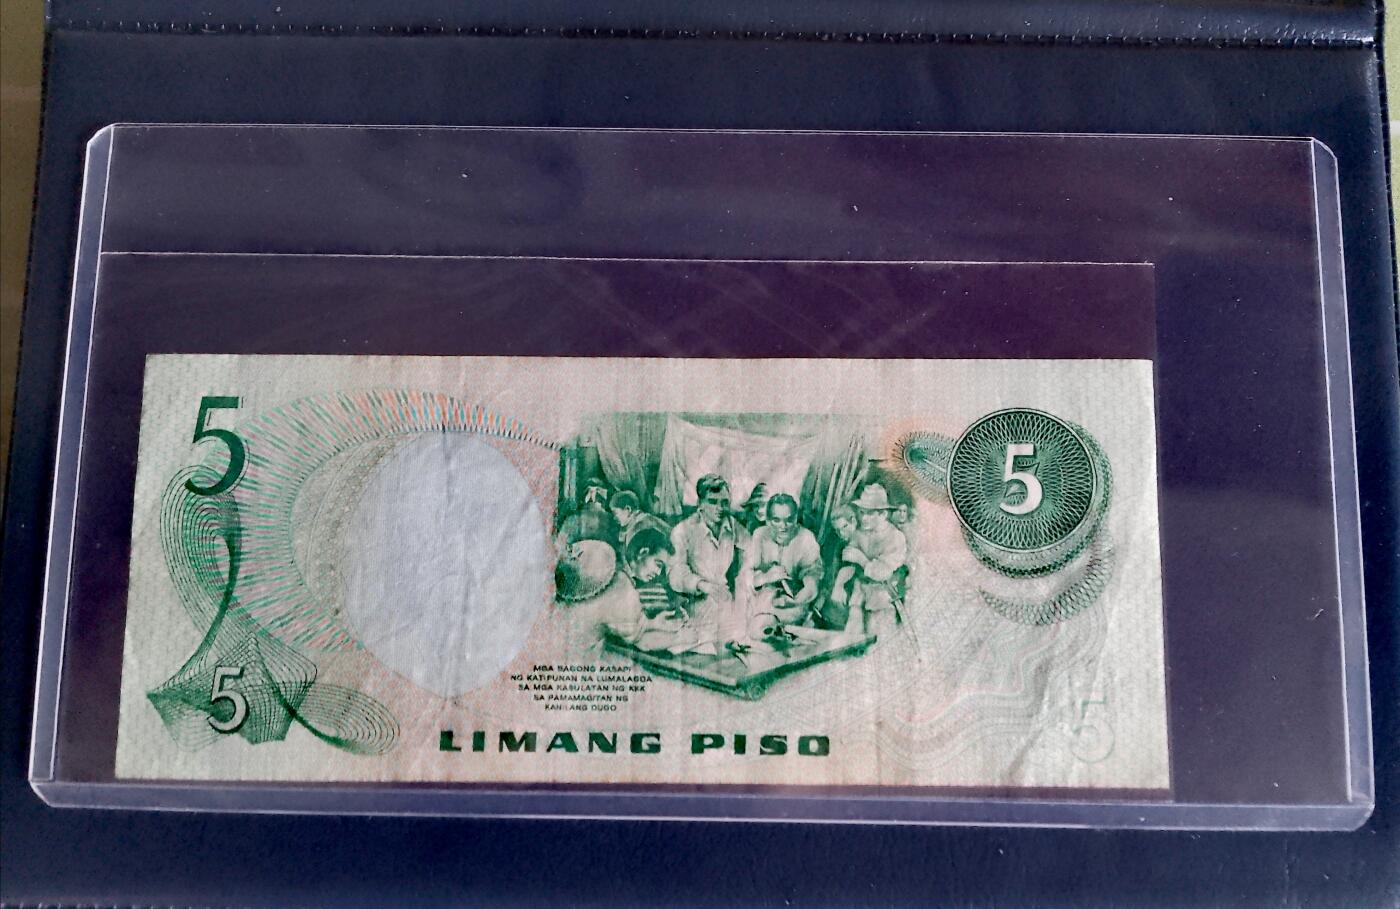 5
5
MGA BAGONG KASAPI
NG KATIPUNAN NA LUMALAGDA
SA MGA KASULATAN NG KKK
SA PAMAMAGITAN NG
KANILANG DUGO
5
5
LIMANG PISO